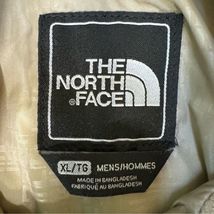 THE
NORTH
FACE
®
XL/TG MENS/HOMMES
MADE IN BANGLADESH
FABRIQUÉ AU BANGLADESH